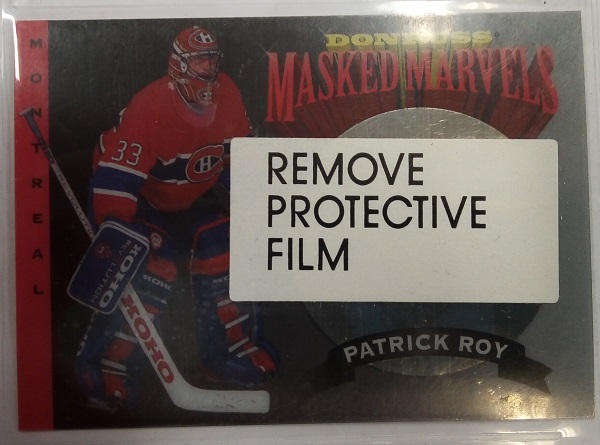 DONRUSS
MASKED MARVELS
MONTREAL
33
REMOVE
PROTECTIVE
FILM
KOHO
KOHO
PATRICK ROY